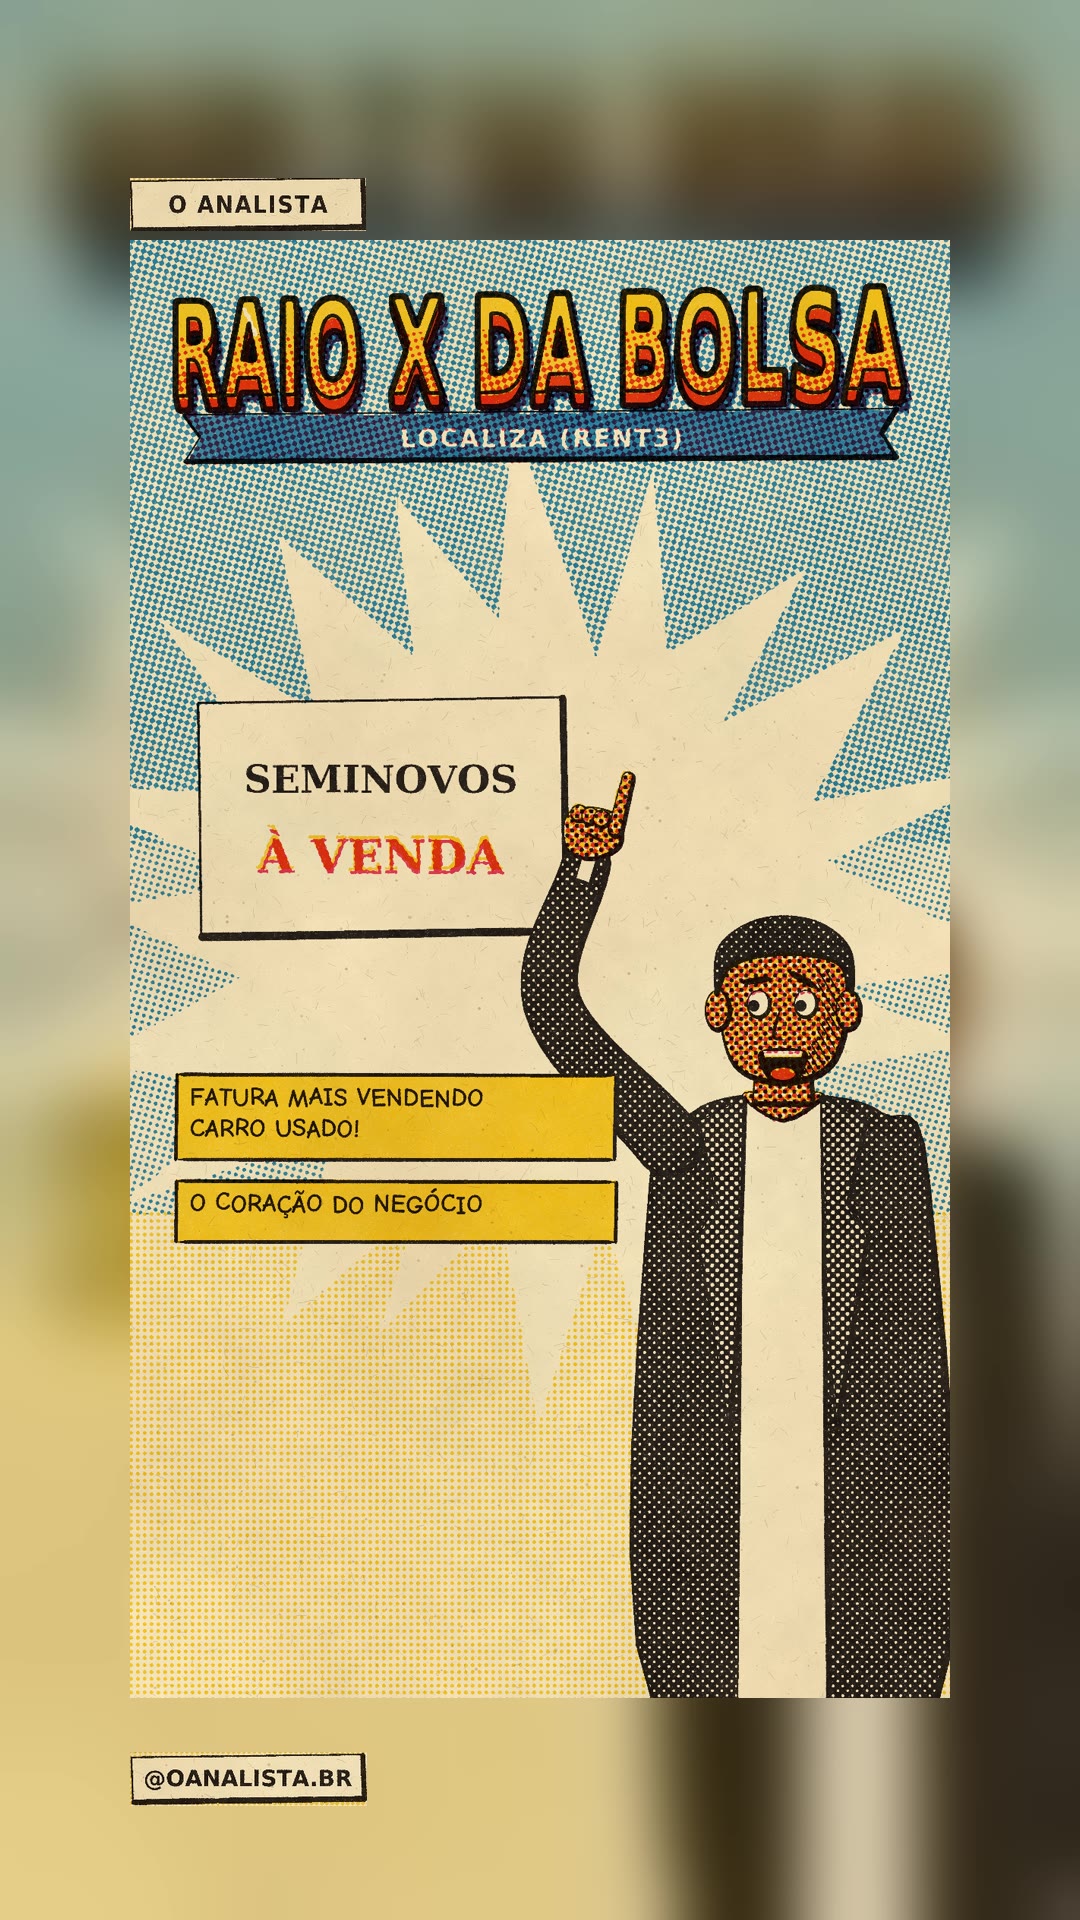 O ANALISTA
RAIO X DA BOLSA
LOCALIZA (RENT3)
SEMINOVOS
À VENDA
FATURA MAIS VENDENDO
CARRO USADO!
O CORAÇÃO DO NEGÓCIO
@OANALISTA.BR